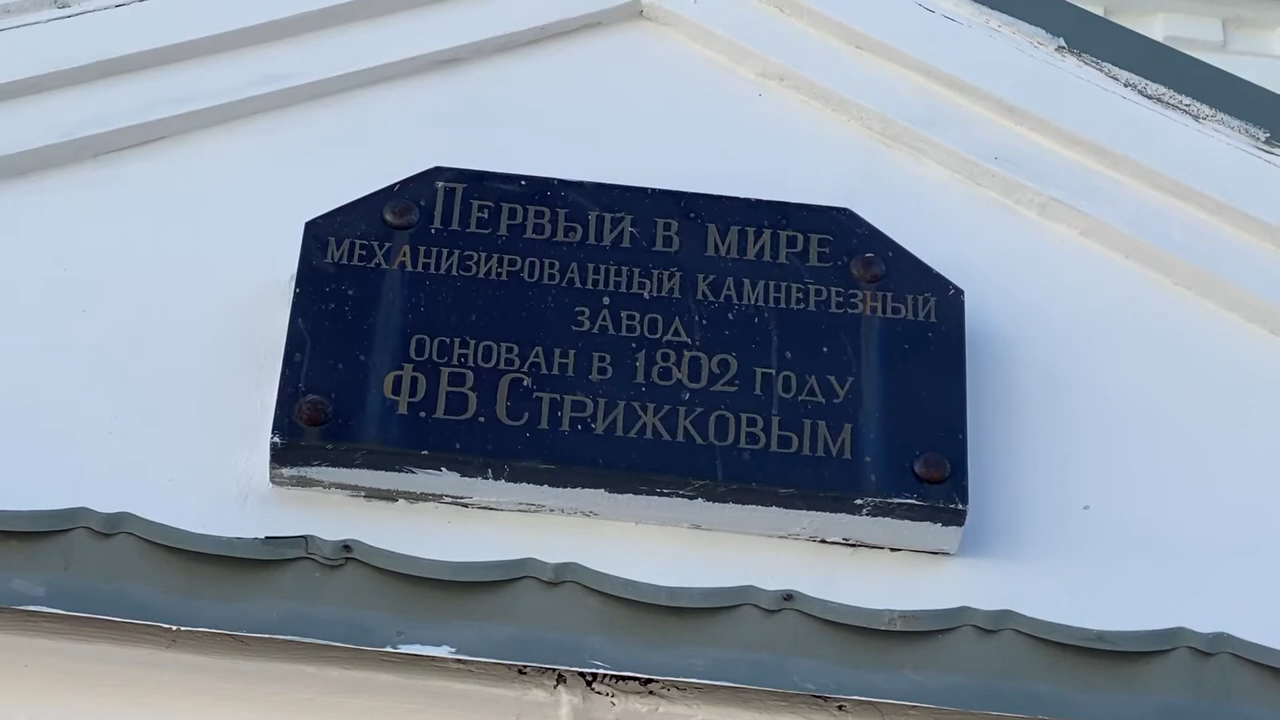 Первый в мире
механизированный камнерезный
завод
основан в 1802 году
Ф.В.Стрижковым